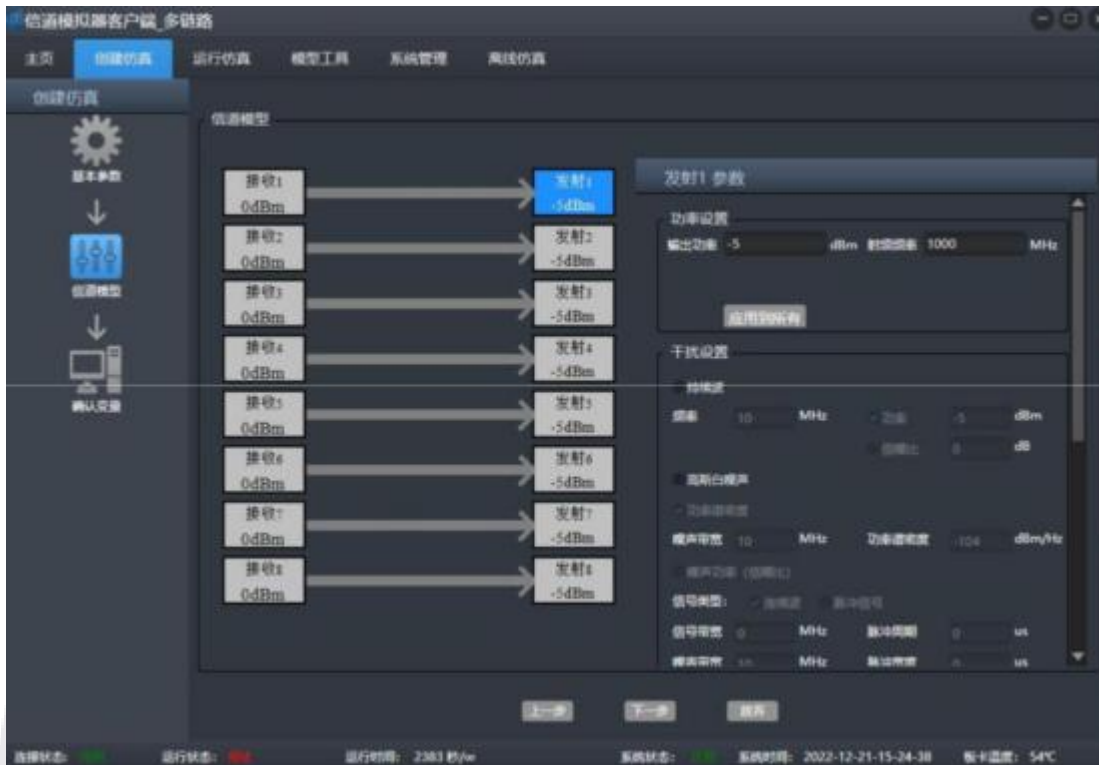 信道模拟器客户端_多链路
主页 创建仿真 运行仿真 模型工具 系统管理 离线仿真
创建仿真
基本参数
信道模型
确认变量
信道模型
接收1
0dBm
发射1
-5dBm
接收2
0dBm
发射2
-5dBm
接收3
0dBm
发射3
-5dBm
接收4
0dBm
发射4
-5dBm
接收5
0dBm
发射5
-5dBm
接收6
0dBm
发射6
-5dBm
接收7
0dBm
发射7
-5dBm
接收8
0dBm
发射8
-5dBm
发射1 参数
功率设置
输出功率 -5 dBm 射频频率 1000 MHz
应用到所有
干扰设置
持续波
频率 10 MHz 功率 -5 dBm
信噪比 0 dB
高斯白噪声
功率谱密度
噪声带宽 10 MHz 功率谱密度 -104 dBm/Hz
噪声功率 (信噪比)
信号类型: 连续波 脉冲信号
信号带宽 0 MHz 脉冲周期 0 us
噪声带宽 10 MHz 脉冲宽度 0 us
上一步 下一步 放弃
连接状态: 运行状态: 运行时间: 2383 秒/∞ 系统状态: 系统时间: 2022-12-21-15-24-38 板卡温度: 54℃